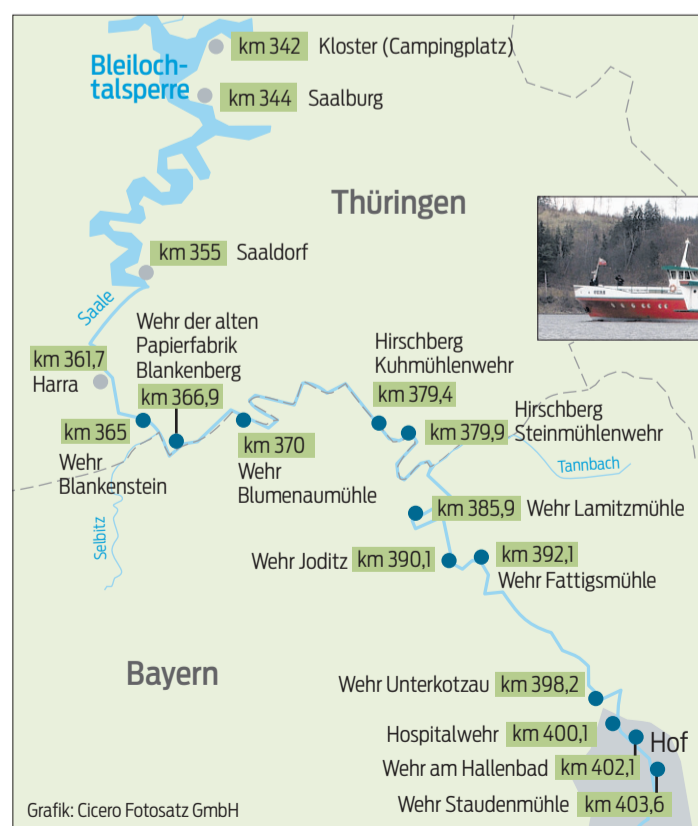 km 342 Kloster (Campingplatz)
Bleiloch-
talsperre
km 344 Saalburg
Thüringen
km 355 Saaldorf
Saale
Wehr der alten
Papierfabrik
Blankenberg
km 366,9
Hirschberg
Kuhmühlenwehr
km 379,4
km 361,7
Harra
km 379,9
Hirschberg
Steinmühlenwehr
km 365
Wehr
Blankenstein
km 370
Wehr
Blumenaumühle
Tannbach
Selbitz
km 385,9 Wehr Lamitzmühle
Wehr Joditz km 390,1
km 392,1
Wehr Fattigsmühle
Bayern
Wehr Unterkotzau km 398,2
Hospitalwehr km 400,1
Hof
Wehr am Hallenbad km 402,1
Wehr Staudenmühle km 403,6
Grafik: Cicero Fotosatz GmbH